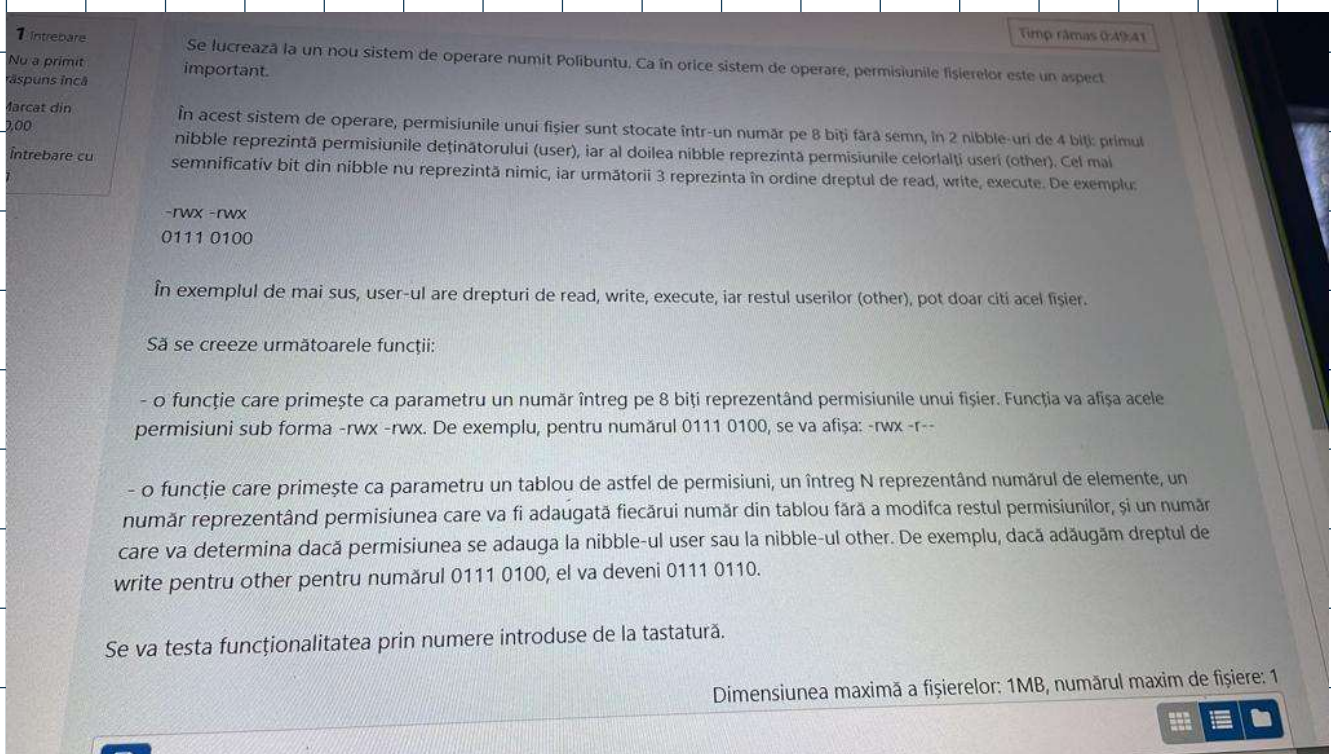 1 întrebare
Nu a primit
răspuns încă
Marcat din
0,00
Întrebare cu
Timp rămas 0:49:41
Se lucrează la un nou sistem de operare numit Polibuntu. Ca în orice sistem de operare, permisiunile fișierelor este un aspect
important.
În acest sistem de operare, permisiunile unui fișier sunt stocate într-un număr pe 8 biți fără semn, în 2 nibble-uri de 4 biți: primul
nibble reprezintă permisiunile deținătorului (user), iar al doilea nibble reprezintă permisiunile celorlalți useri (other). Cel mai
semnificativ bit din nibble nu reprezintă nimic, iar următorii 3 reprezinta în ordine dreptul de read, write, execute. De exemplu:
-rwx -rwx
0111 0100
În exemplul de mai sus, user-ul are drepturi de read, write, execute, iar restul userilor (other), pot doar citi acel fișier.
Să se creeze următoarele funcții:
- o funcție care primește ca parametru un număr întreg pe 8 biți reprezentând permisiunile unui fișier. Funcția va afișa acele
permisiuni sub forma -rwx -rwx. De exemplu, pentru numărul 0111 0100, se va afișa: -rwx -r--
- o funcție care primește ca parametru un tablou de astfel de permisiuni, un întreg N reprezentând numărul de elemente, un
număr reprezentând permisiunea care va fi adaugată fiecărui număr din tablou fără a modifca restul permisiunilor, și un număr
care va determina dacă permisiunea se adauga la nibble-ul user sau la nibble-ul other. De exemplu, dacă adăugăm dreptul de
write pentru other pentru numărul 0111 0100, el va deveni 0111 0110.
Se va testa funcționalitatea prin numere introduse de la tastatură.
Dimensiunea maximă a fișierelor: 1MB, numărul maxim de fișiere: 1